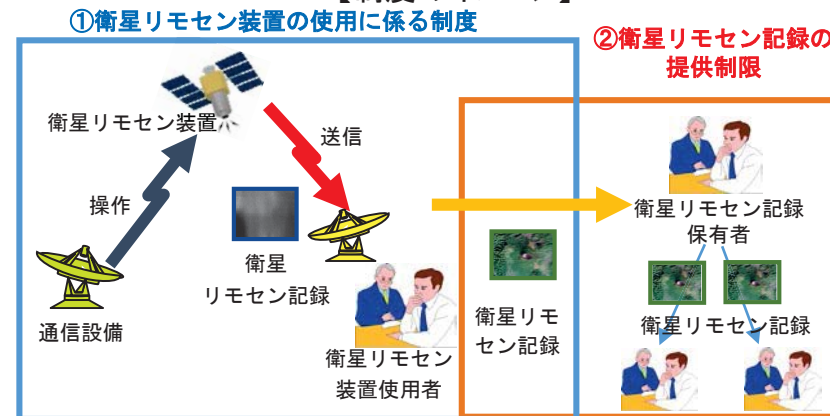 ①衛星リモセン装置の使用に係る制度
②衛星リモセン記録の
提供制限
衛星リモセン装置
送信
操作
衛星
リモセン記録
通信設備
衛星リモセン
装置使用者
衛星リモ
セン記録
衛星リモセン記録
保有者
衛星リモセン記録